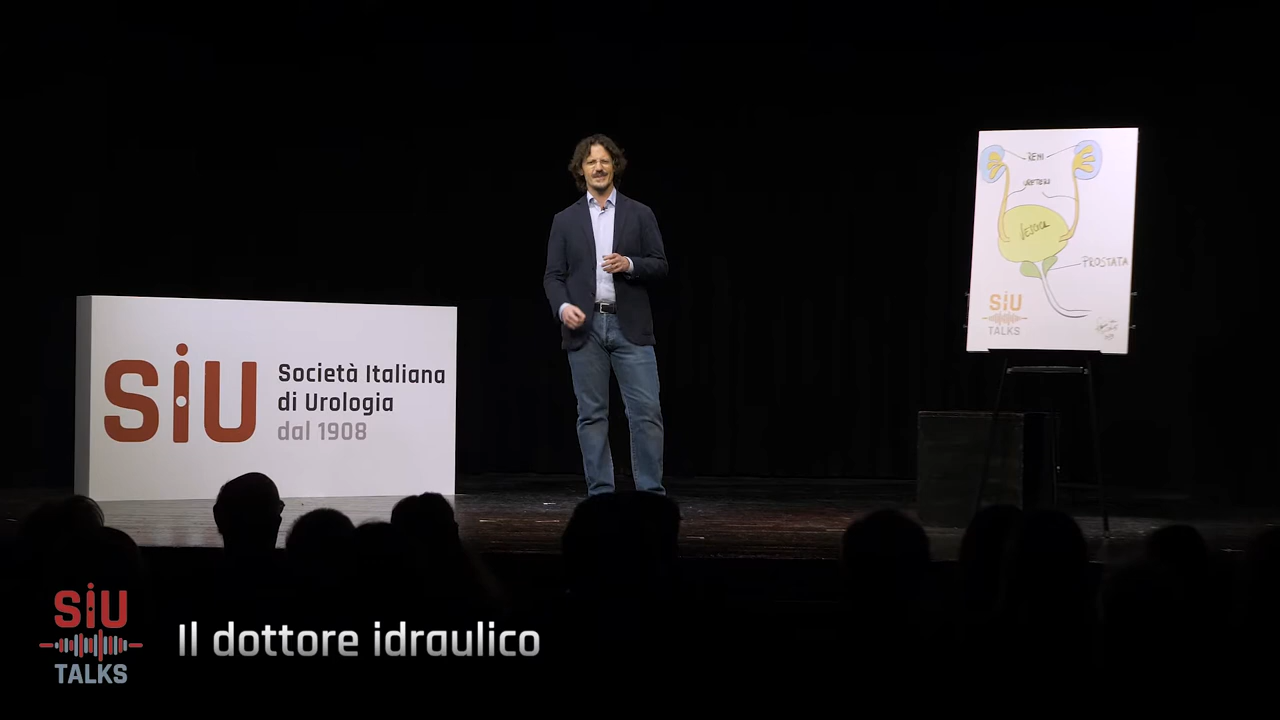 RENI
URETERI
VESCICA
PROSTATA
SiU
TALKS
SiU
Società Italiana
di Urologia
dal 1908
SiU
TALKS
Il dottore idraulico